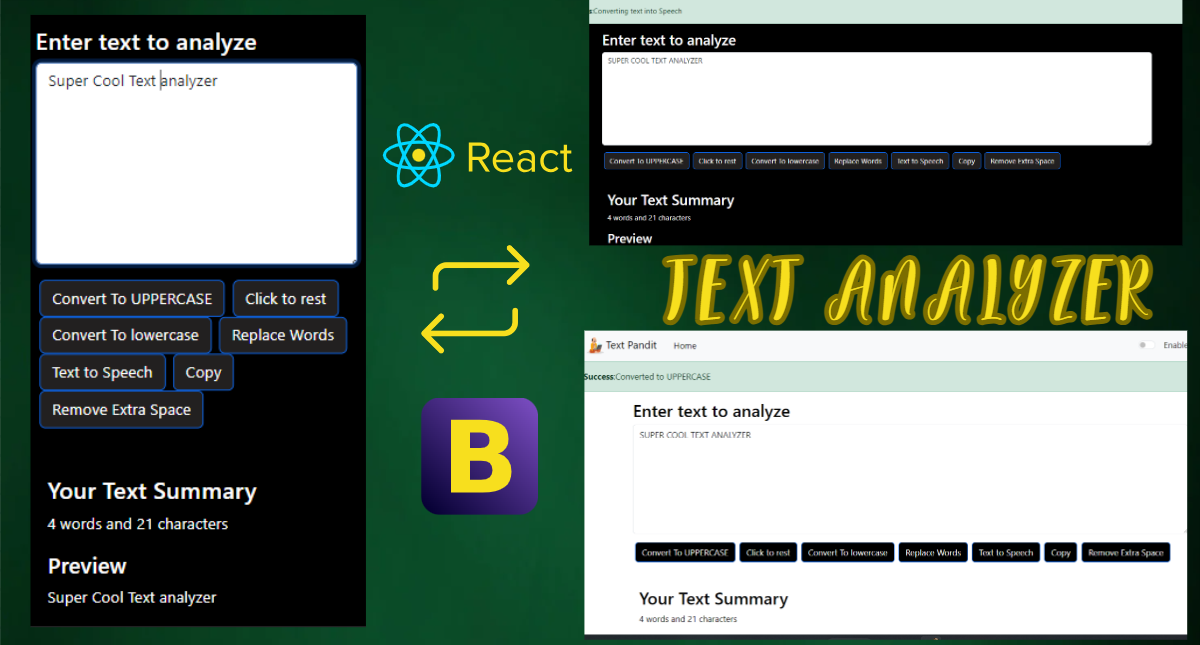 Enter text to analyze
Super Cool Text analyzer
Convert To UPPERCASE
Click to rest
Convert To lowercase
Replace Words
Text to Speech
Copy
Remove Extra Space
Your Text Summary
4 words and 21 characters
Preview
Super Cool Text analyzer
React
B
:Converting text into Speech
Enter text to analyze
SUPER COOL TEXT ANALYZER
Convert To UPPERCASE
Click to rest
Convert To lowercase
Replace Words
Text to Speech
Copy
Remove Extra Space
Your Text Summary
4 words and 21 characters
Preview
TEXT ANALYZER
Text Pandit
Home
Enable
Success:Converted to UPPERCASE
Enter text to analyze
SUPER COOL TEXT ANALYZER
Convert To UPPERCASE
Click to rest
Convert To lowercase
Replace Words
Text to Speech
Copy
Remove Extra Space
Your Text Summary
4 words and 21 characters